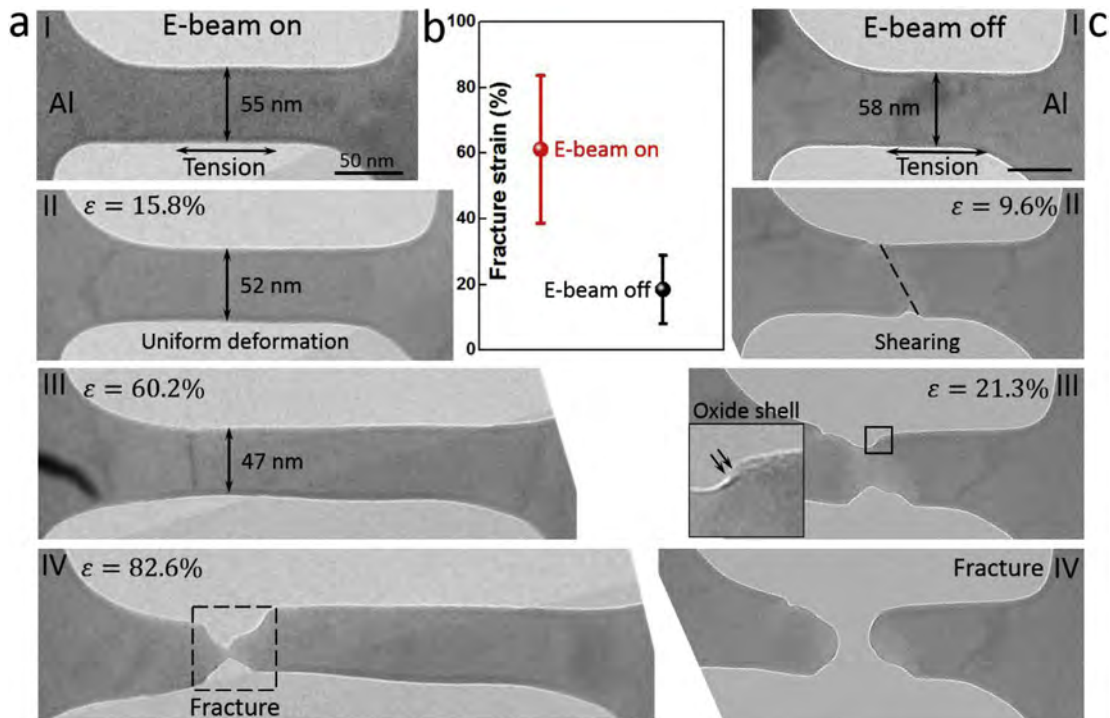 a
I
E-beam on
Al
55 nm
Tension
50 nm
II
ε = 15.8%
52 nm
Uniform deformation
III
ε = 60.2%
47 nm
IV
ε = 82.6%
Fracture
b
100
80
60
40
20
0
Fracture strain (%)
E-beam on
E-beam off
c
I
E-beam off
Al
58 nm
Tension
ε = 9.6%
II
Shearing
ε = 21.3%
III
Oxide shell
Fracture
IV